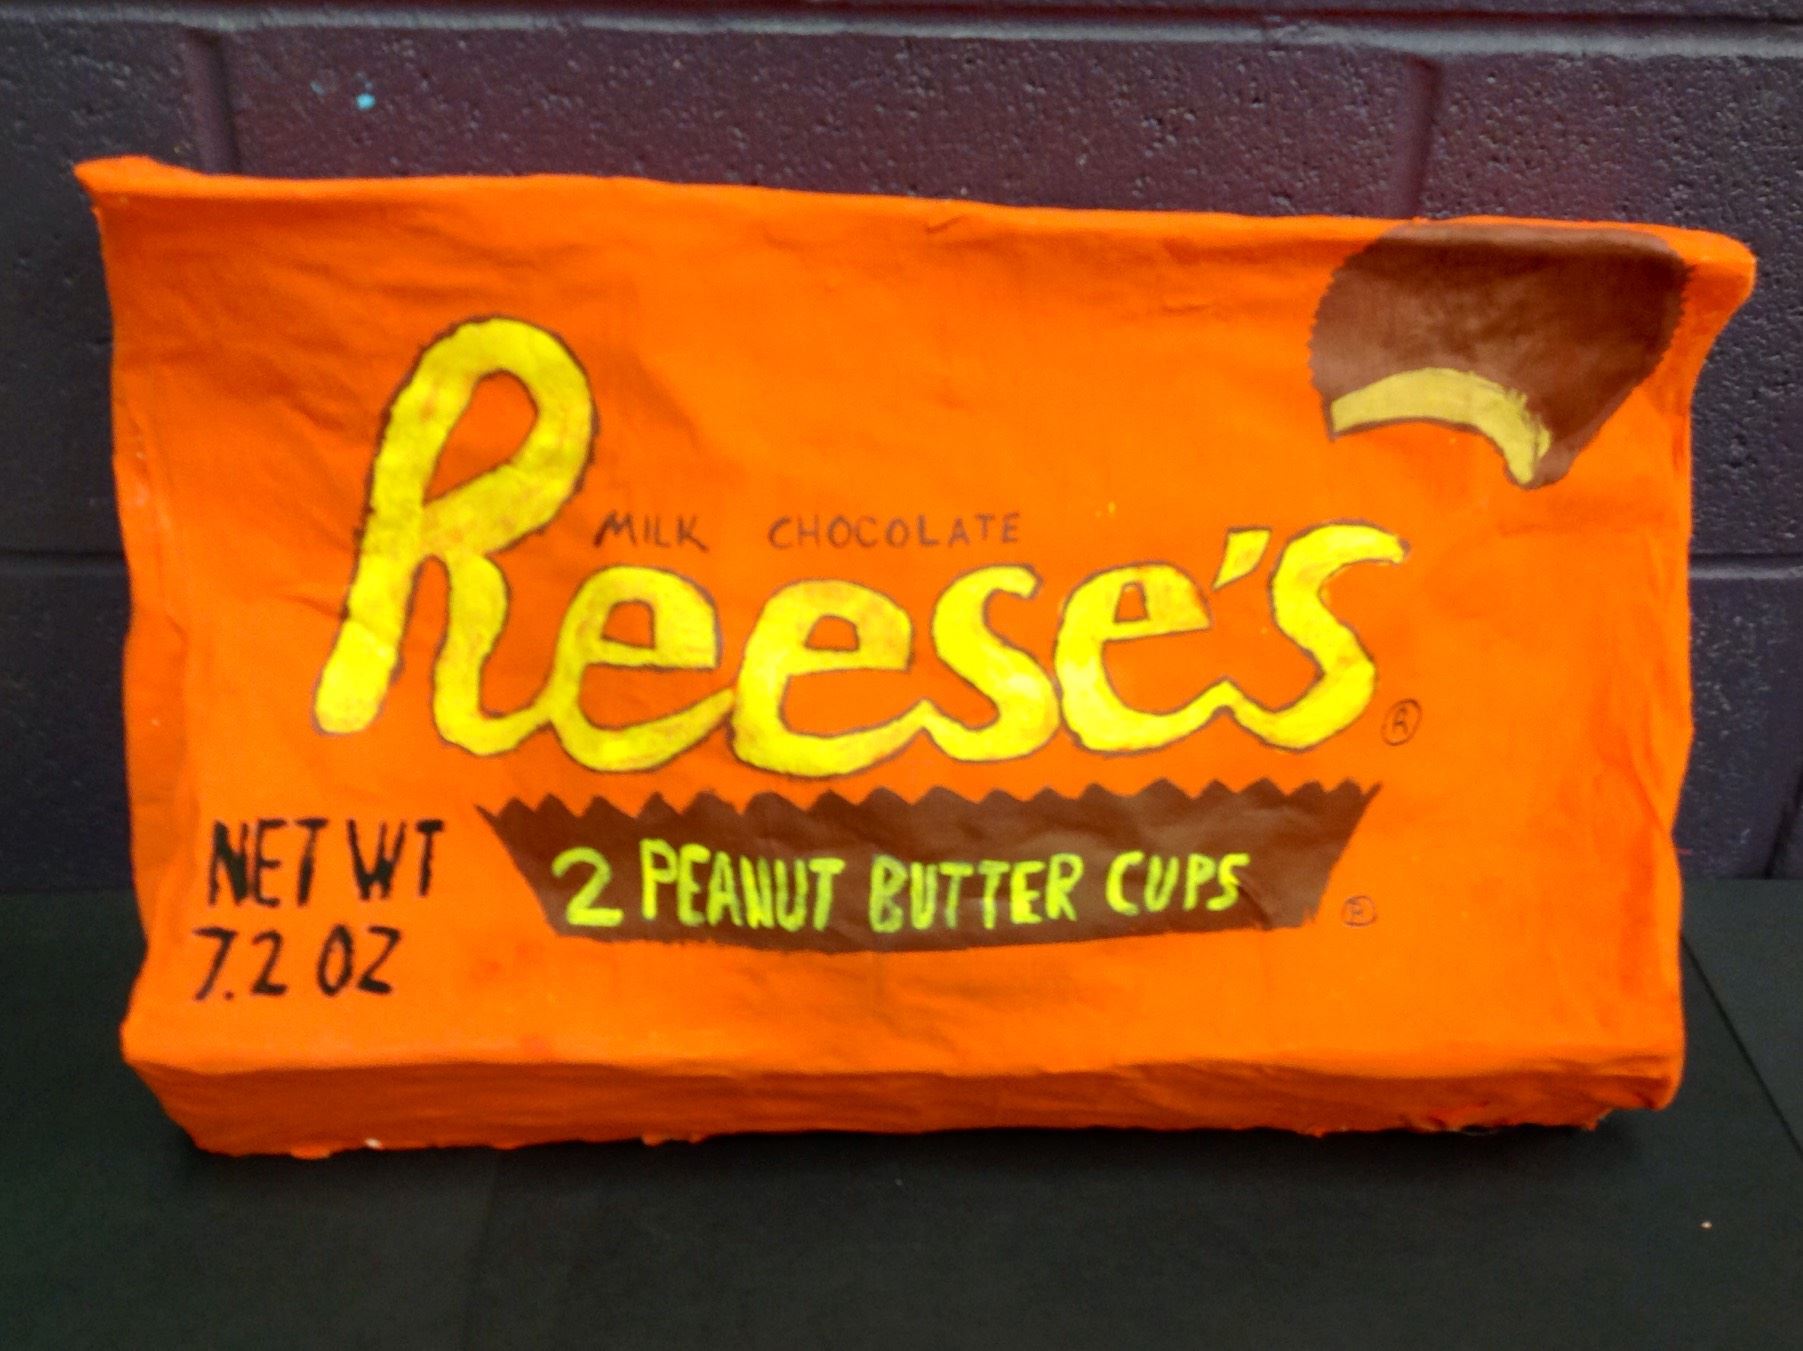 MILK CHOCOLATE
Reese's ®
2 PEANUT BUTTER CUPS ®
NET WT
7.2 OZ